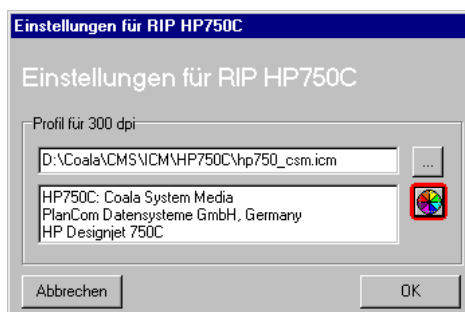 Einstellungen für RIP HP750C
Einstellungen für RIP HP750C
Profil für 300 dpi
D:\Coala\CMS\ICM\HP750C\hp750_csm.icm
...
HP750C: Coala System Media
PlanCom Datensysteme GmbH, Germany
HP Designjet 750C
Abbrechen
OK